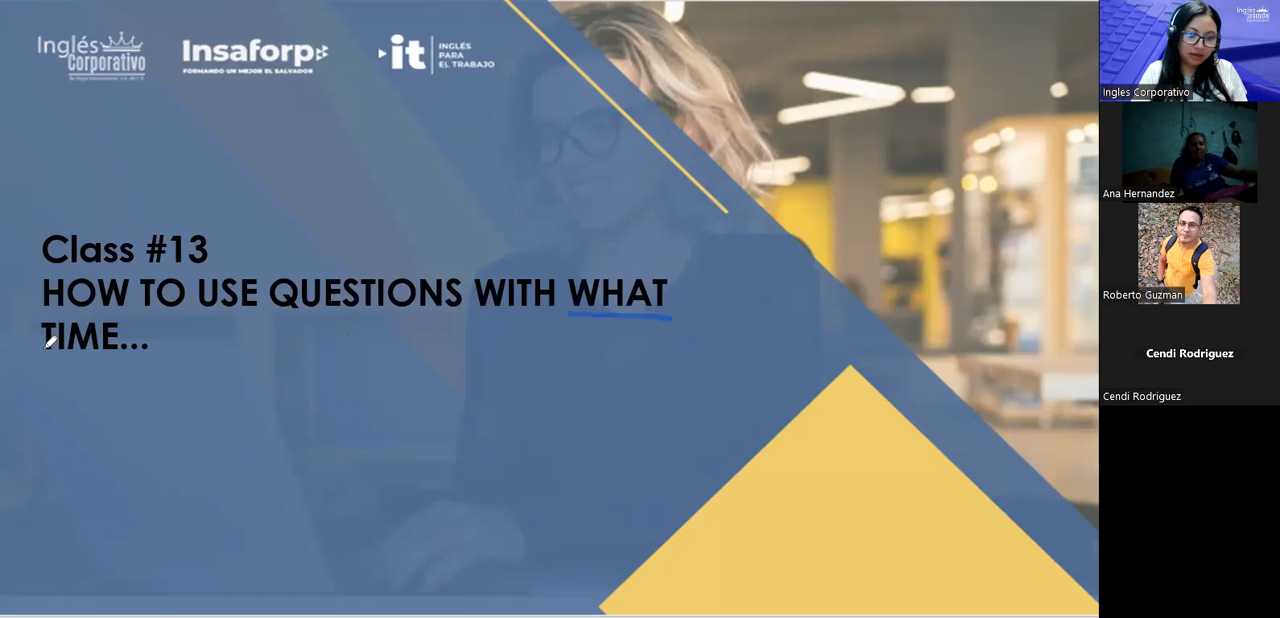 Inglés
Corporativo
Insaforp
FORMANDO UN MEJOR EL SALVADOR
it
INGLÉS
PARA
EL TRABAJO
Class #13
HOW TO USE QUESTIONS WITH WHAT
TIME...
Ingles Corporativo
Ana Hernandez
Roberto Guzman
Cendi Rodriguez
Cendi Rodriguez